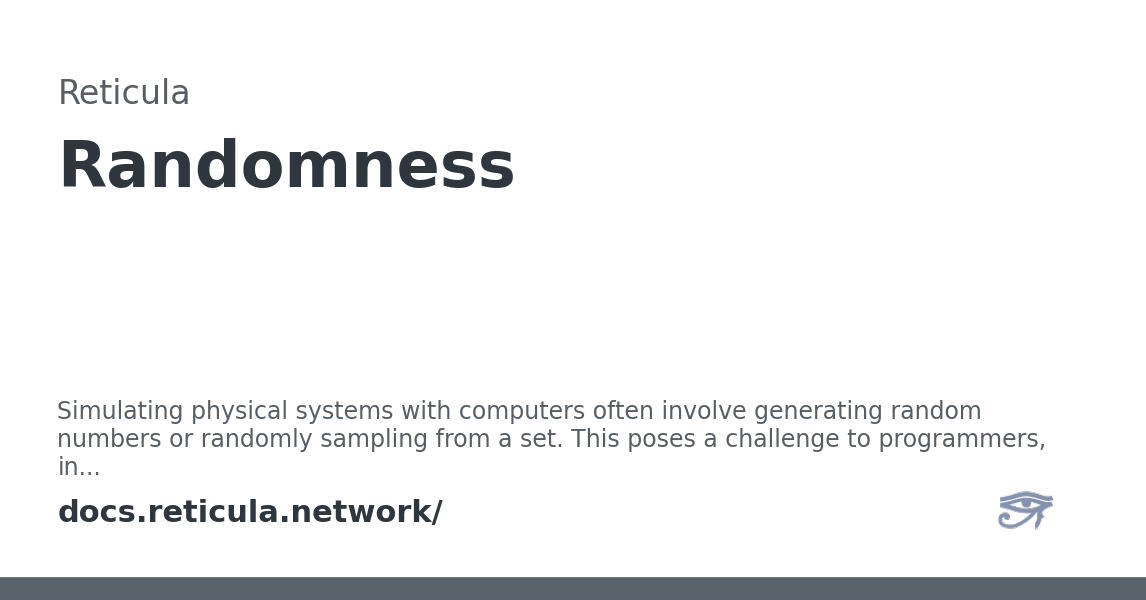 Reticula
Randomness
Simulating physical systems with computers often involve generating random
numbers or randomly sampling from a set. This poses a challenge to programmers,
in...
docs.reticula.network/